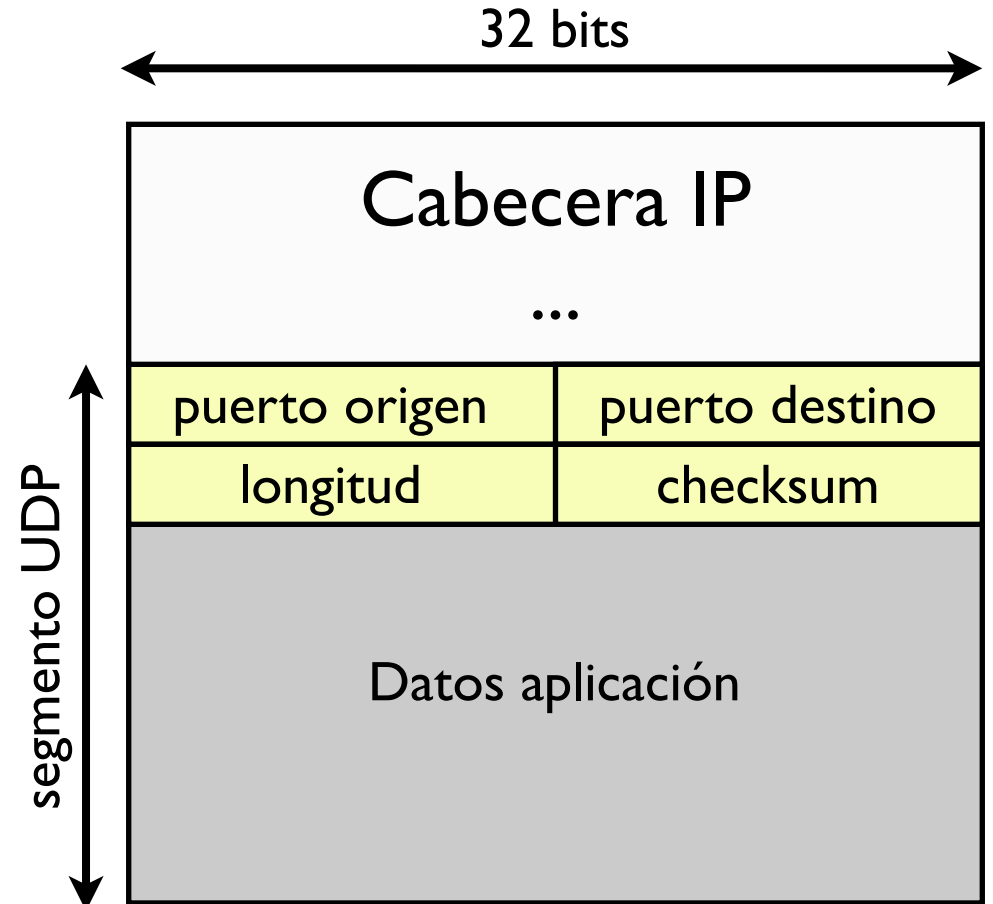 32 bits
Cabecera IP
...
puerto origen
puerto destino
longitud
checksum
segmento UDP
Datos aplicación